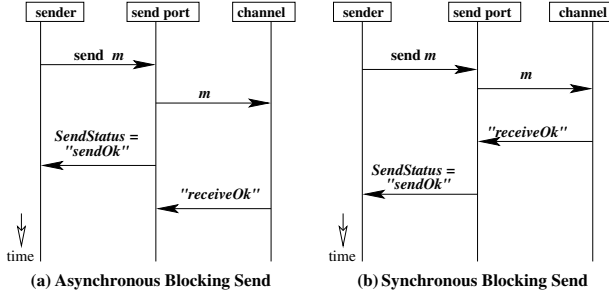 sender send port channel
send m
m
SendStatus =
"sendOk"
"receiveOk"
time
(a) Asynchronous Blocking Send
sender send port channel
send m
m
"receiveOk"
SendStatus =
"sendOk"
time
(b) Synchronous Blocking Send